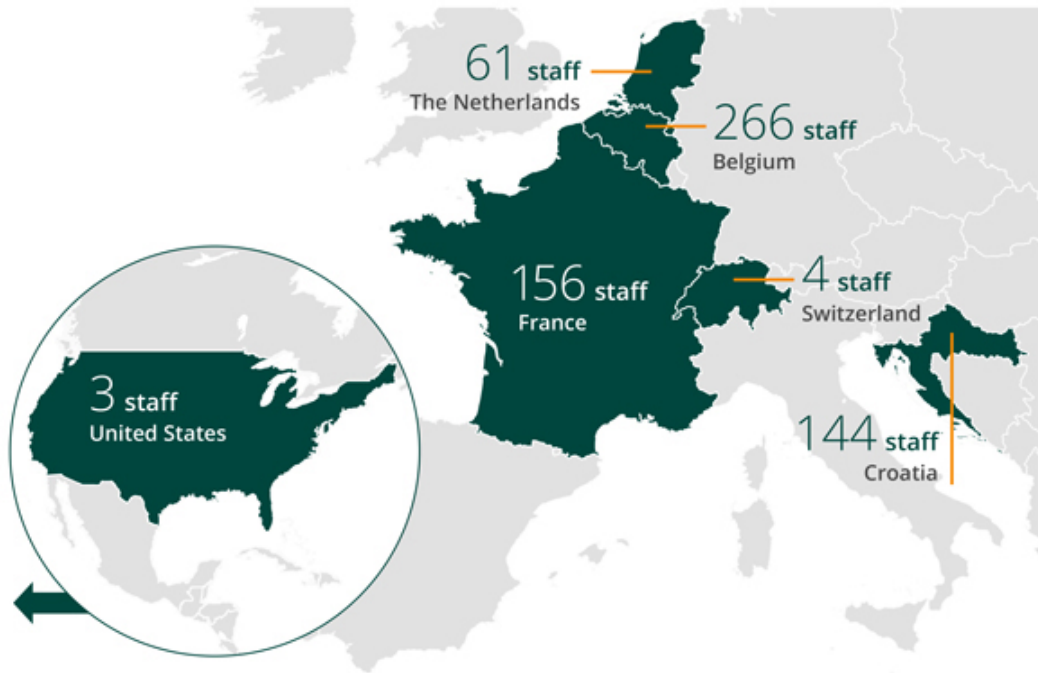 61 staff
The Netherlands
266 staff
Belgium
156 staff
France
4 staff
Switzerland
3 staff
United States
144 staff
Croatia